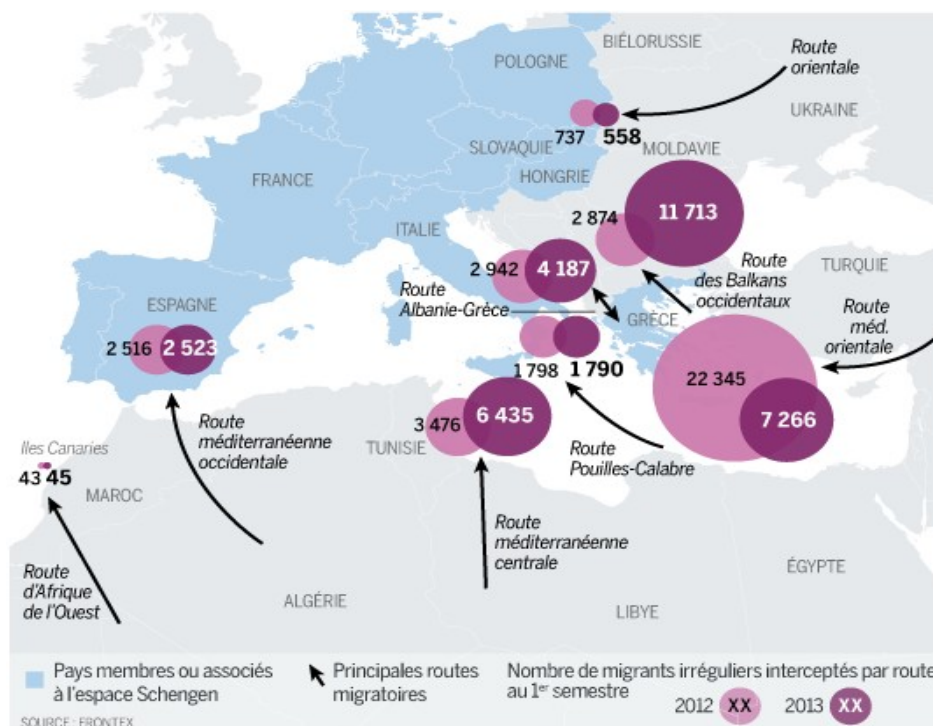 BIÉLORUSSIE
POLOGNE
Route
orientale
UKRAINE
737
558
SLOVAQUIE
MOLDAVIE
HONGRIE
FRANCE
11 713
2 874
ITALIE
Route
des Balkans
occidentaux
TURQUIE
2 942
4 187
Route
Albanie-Grèce
GRÈCE
Route
méd.
orientale
ESPAGNE
2 516
2 523
1 798
1 790
22 345
7 266
3 476
6 435
TUNISIE
Route
méditerranéenne
occidentale
Route
Pouilles-Calabre
Iles Canaries
43
45
MAROC
Route
méditerranéenne
centrale
Route
d'Afrique
de l'Ouest
ALGÉRIE
LIBYE
ÉGYPTE
Pays membres ou associés
à l'espace Schengen
Principales routes
migratoires
Nombre de migrants irréguliers interceptés par route
au 1er semestre
2012 XX
2013 XX
SOURCE : FRONTEX